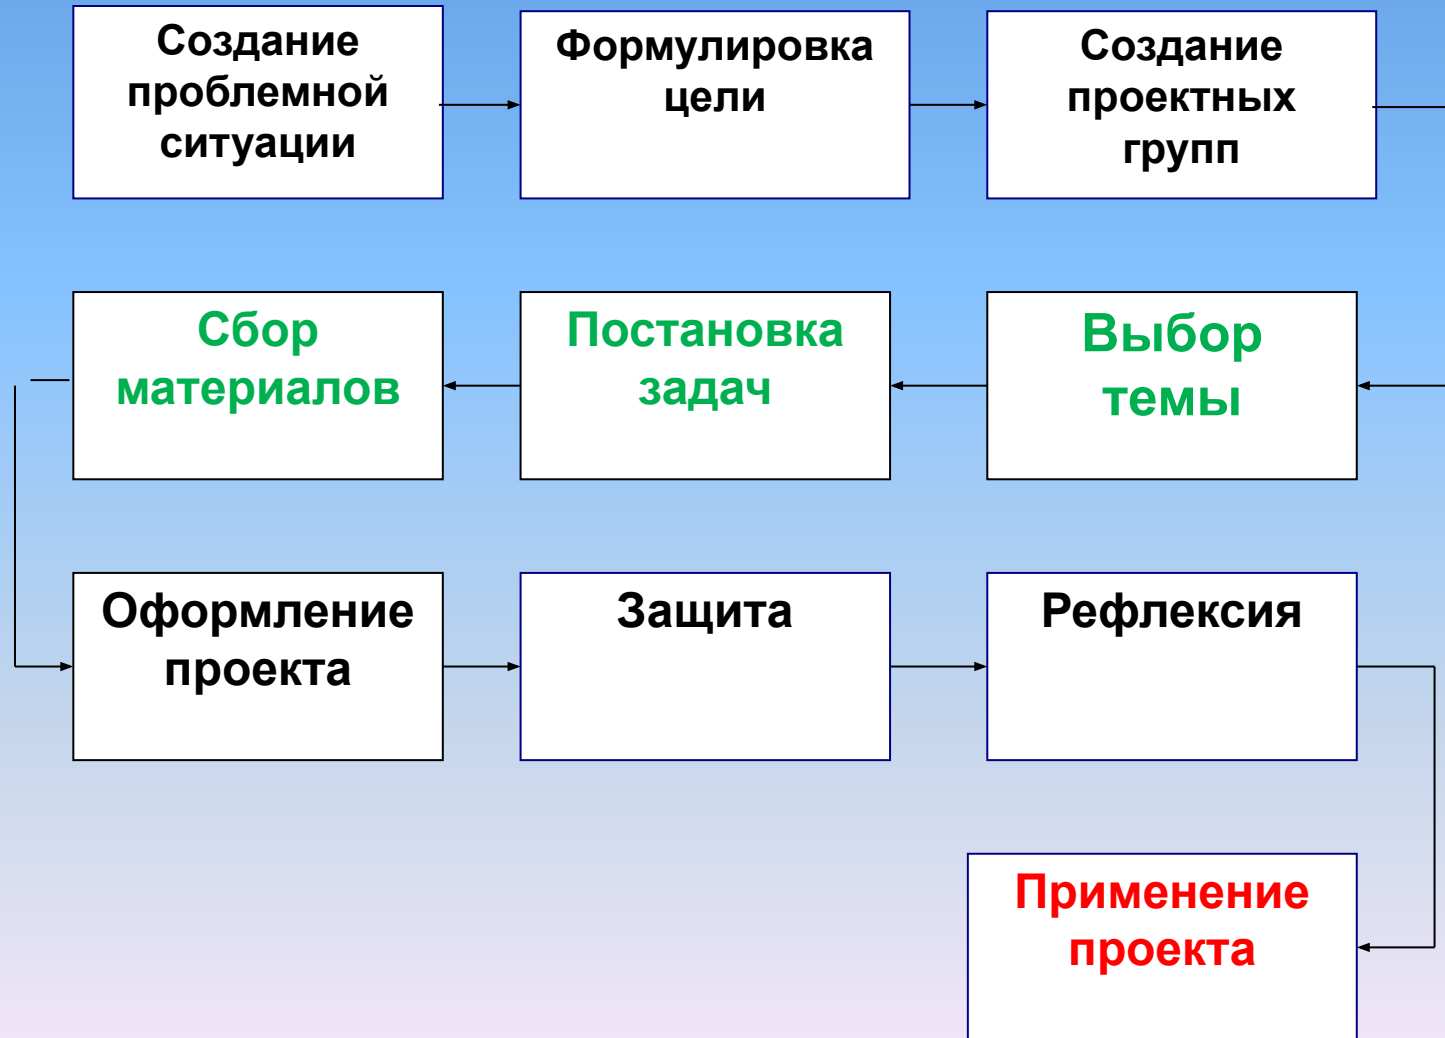 Создание
проблемной
ситуации
Формулировка
цели
Создание
проектных
групп
Сбор
материалов
Постановка
задач
Выбор
темы
Оформление
проекта
Защита
Рефлексия
Применение
проекта